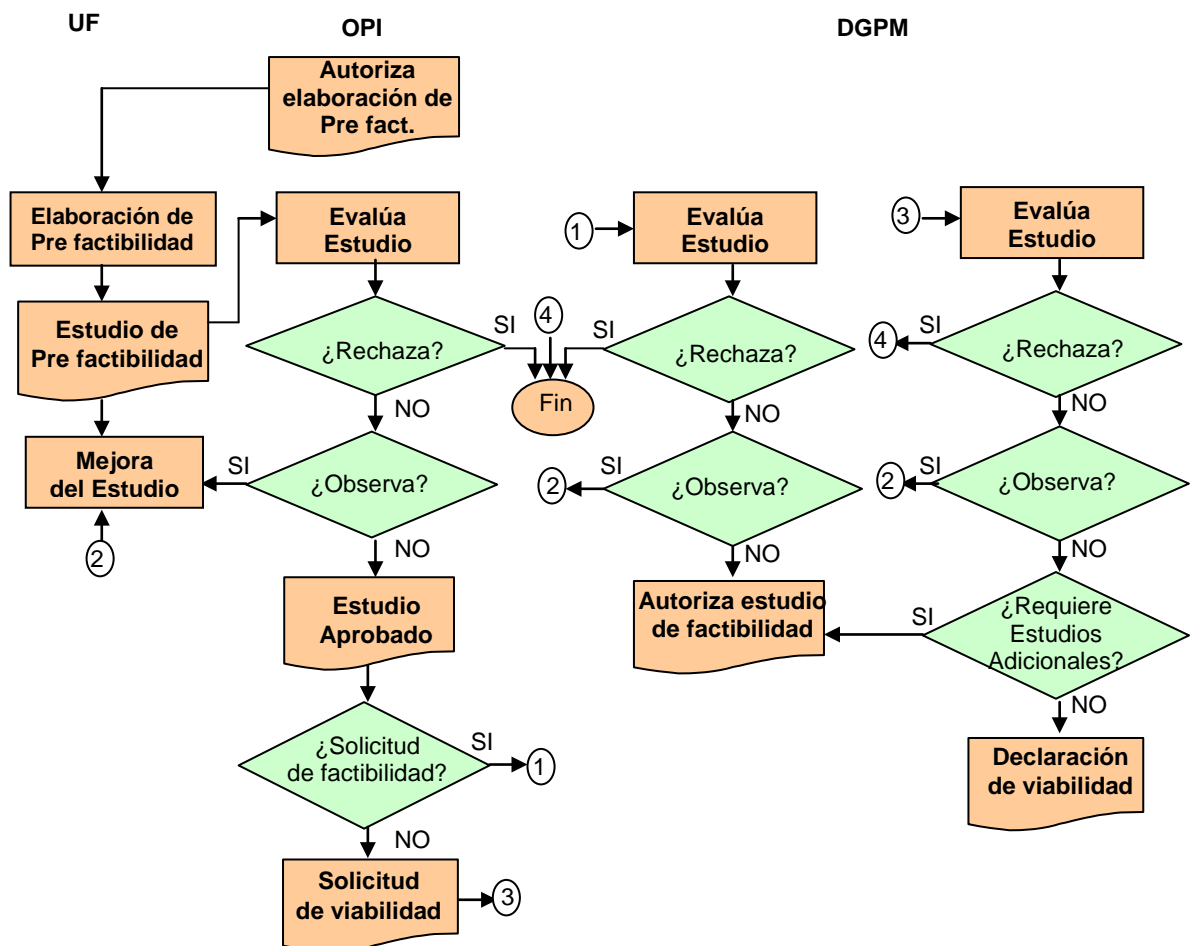 UF
OPI
DGPM
Autoriza
elaboración de
Pre fact.
Elaboración de
Pre factibilidad
Evalúa
Estudio
1
Evalúa
Estudio
3
Evalúa
Estudio
Estudio de
Pre factibilidad
¿Rechaza?
SI
4
SI
¿Rechaza?
4
SI
¿Rechaza?
Fin
NO
NO
NO
Mejora
del Estudio
SI
¿Observa?
2
SI
¿Observa?
2
SI
¿Observa?
2
NO
NO
NO
Estudio
Aprobado
Autoriza estudio
de factibilidad
SI
¿Requiere
Estudios
Adicionales?
NO
¿Solicitud
de factibilidad?
SI
1
Declaración
de viabilidad
NO
Solicitud
de viabilidad
3